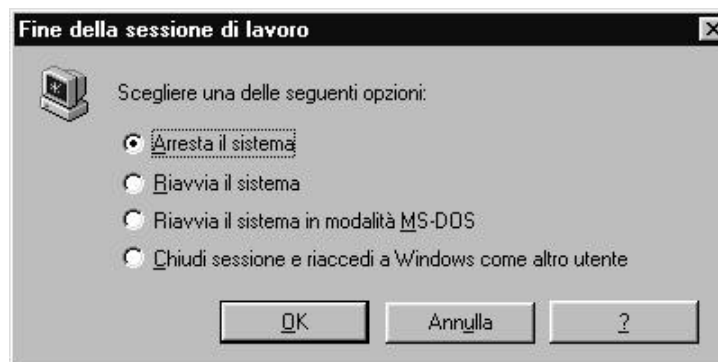 Fine della sessione di lavoro
Scegliere una delle seguenti opzioni:
Arresta il sistema
Riavvia il sistema
Riavvia il sistema in modalità MS-DOS
Chiudi sessione e riaccedi a Windows come altro utente
OK Annulla ?